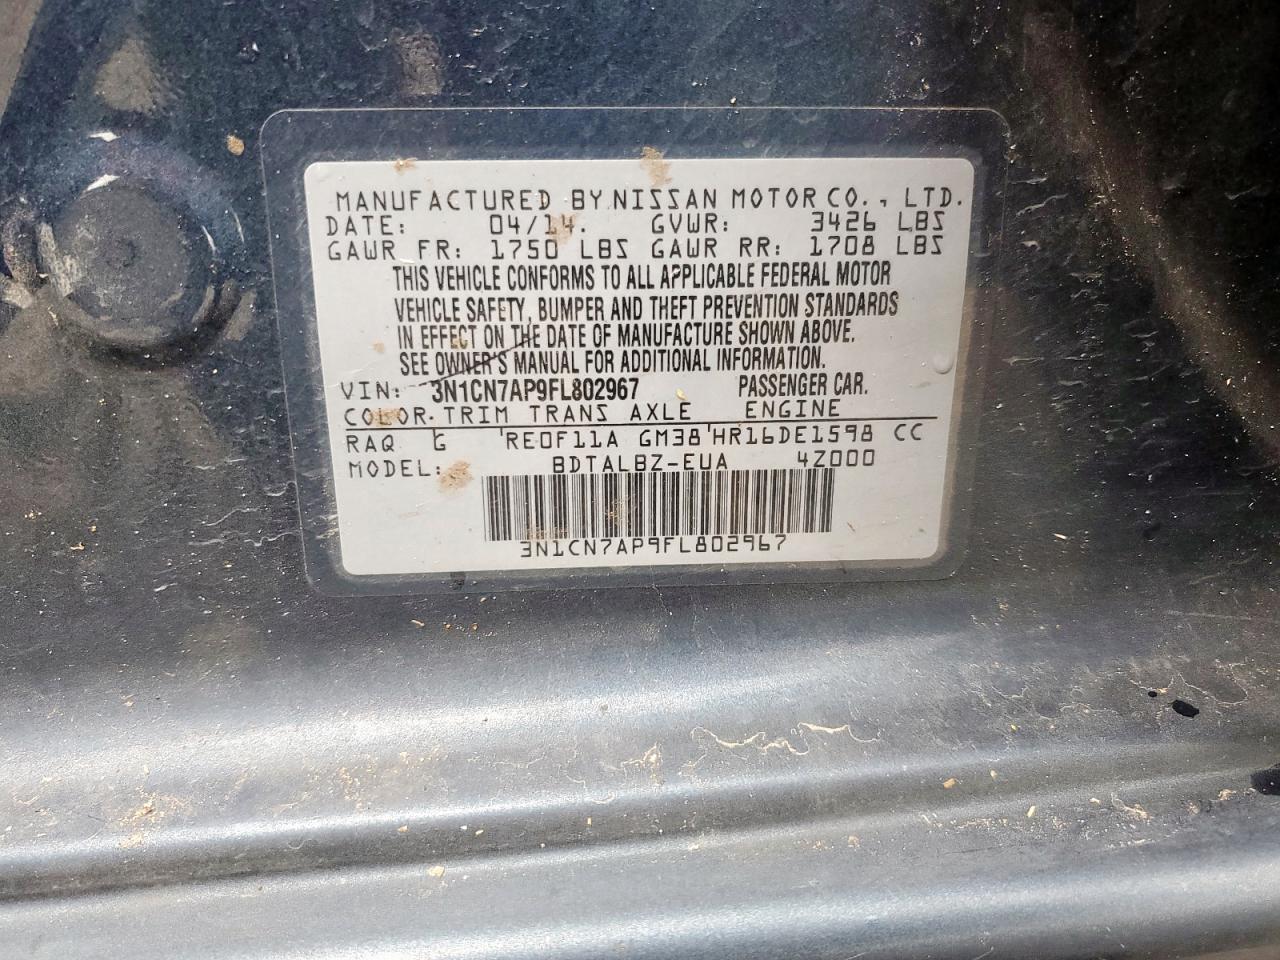 MANUFACTURED BY NISSAN MOTOR CO., LTD.
DATE: 04/14. GVWR: 3426 LBS
GAWR FR: 1750 LBS GAWR RR: 1708 LBS
THIS VEHICLE CONFORMS TO ALL APPLICABLE FEDERAL MOTOR
VEHICLE SAFETY, BUMPER AND THEFT PREVENTION STANDARDS
IN EFFECT ON THE DATE OF MANUFACTURE SHOWN ABOVE.
SEE OWNER'S MANUAL FOR ADDITIONAL INFORMATION.
VIN: 3N1CN7AP9FL802967 PASSENGER CAR.
COLOR TRIM TRANS AXLE ENGINE
RAQ G RE0F11A GM38 HR16DE1598 CC
MODEL: BDTALBZ-EUA 4Z000
3N1CN7AP9FL802967